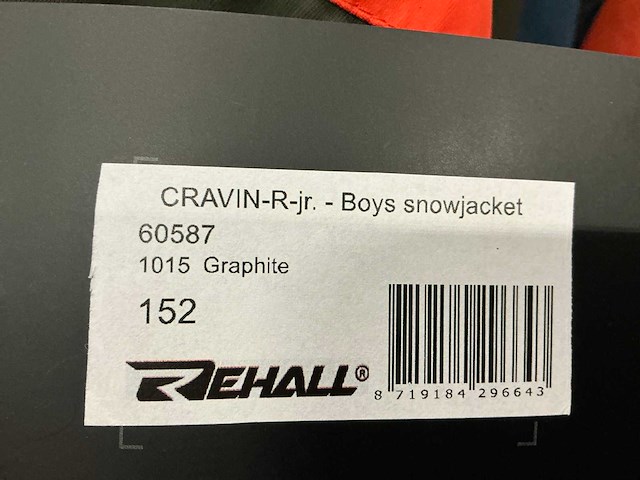 CRAVIN-R-jr. - Boys snowjacket
60587
1015 Graphite
152
REHALL®
8 719184 296643